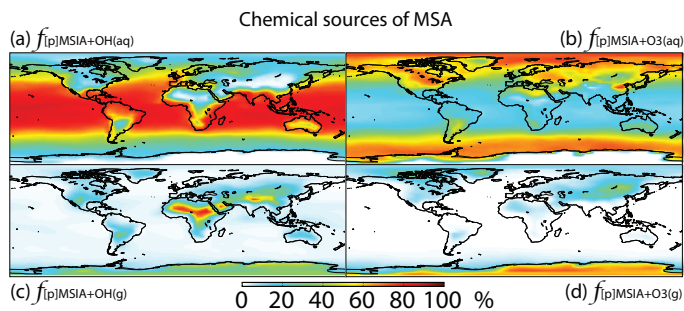 Chemical sources of MSA
(a) f[p]MSIA+OH(aq)
(b) f[p]MSIA+O3(aq)
(c) f[p]MSIA+OH(g)
0 20 40 60 80 100 %
(d) f[p]MSIA+O3(g)